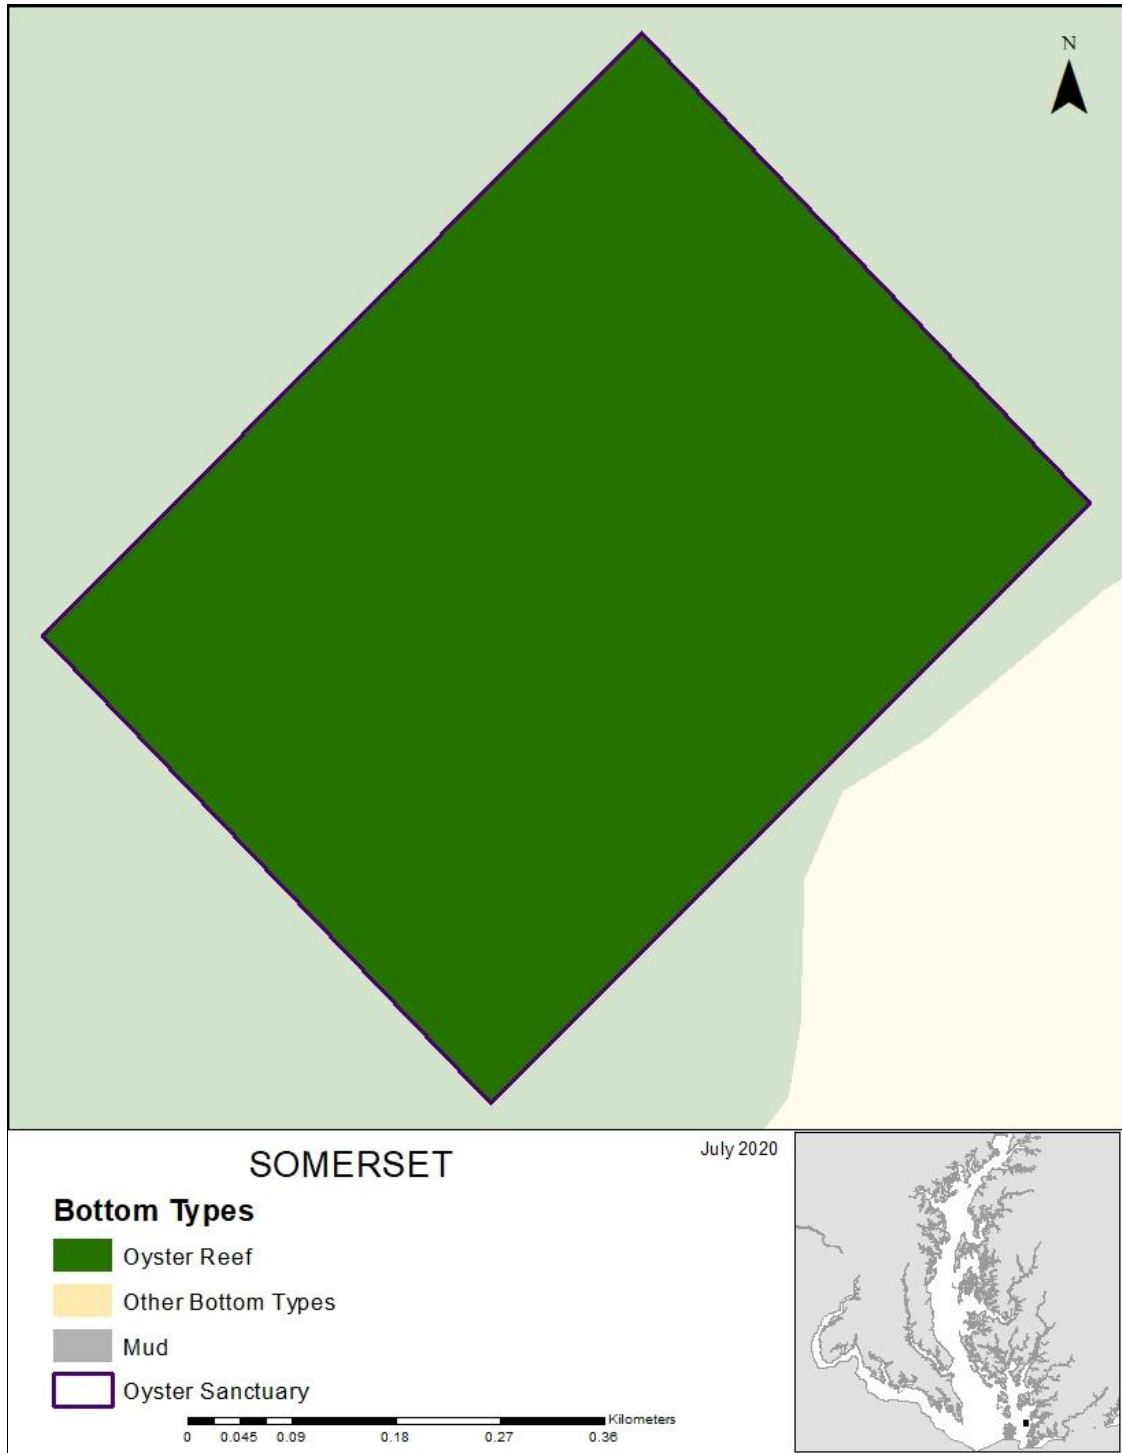 N
SOMERSET
July 2020
Bottom Types
Oyster Reef
Other Bottom Types
Mud
Oyster Sanctuary
Kilometers
0 0.045 0.09 0.18 0.27 0.36